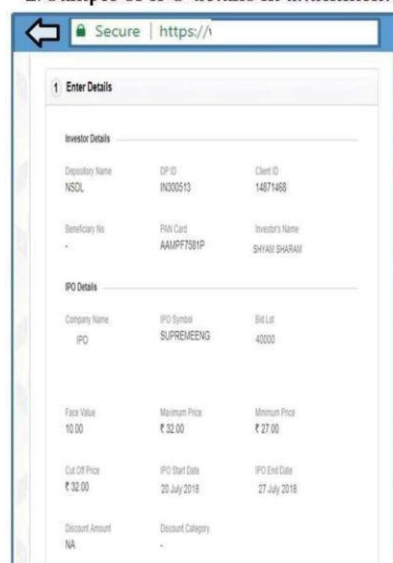 Secure | https://
1 Enter Details
Investor Details
Depository Name DP ID Client ID
NSDL IN300513 14871468
Beneficiary No PAN Card Investor's Name
- AAMPF7581P SHYAM SHARAM
IPO Details
Company Name IPO Symbol Bid Lot
IPO SUPREMEENG 40000
Face Value Maximum Price Minimum Price
10.00 ₹ 32.00 ₹ 27.00
Cut Off Price IPO Start Date IPO End Date
₹ 32.00 20 July 2018 27 July 2018
Discount Amount Discount Category
NA -